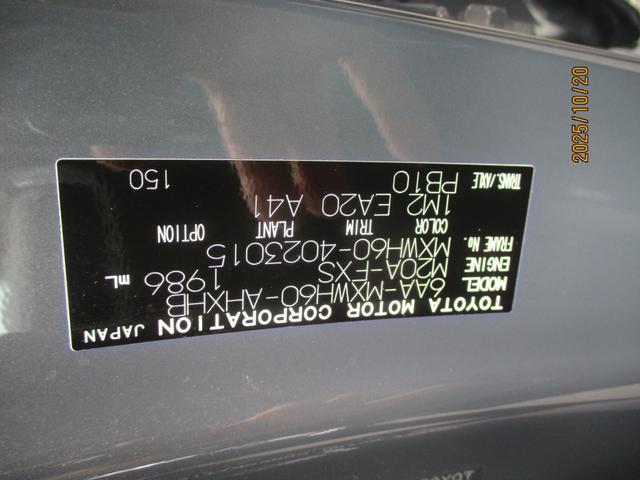 TOYOTA MOTOR CORPORATION JAPAN
MODEL 6AA-MXWH60-AHXHB
ENGINE M20A-FXS 1986 mL
FRAME No. MXWH60-4023015
COLOR TRIM PLANT OPTION
1M2 EA20 A41
TRANS./AXLE PB10 150
2025/10/20